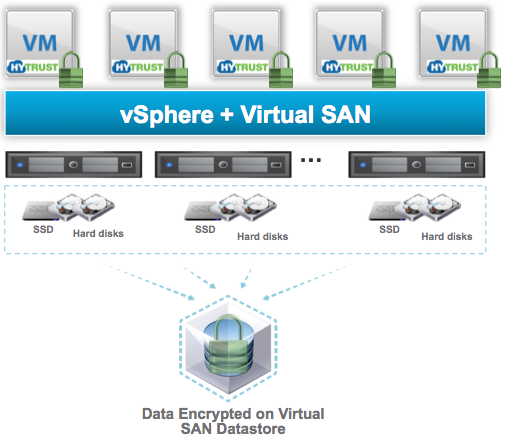 VM VM VM VM VM
HYTRUST HYTRUST HYTRUST HYTRUST HYTRUST
vSphere + Virtual SAN
...
SSD Hard disks SSD Hard disks SSD Hard disks
Data Encrypted on Virtual
SAN Datastore